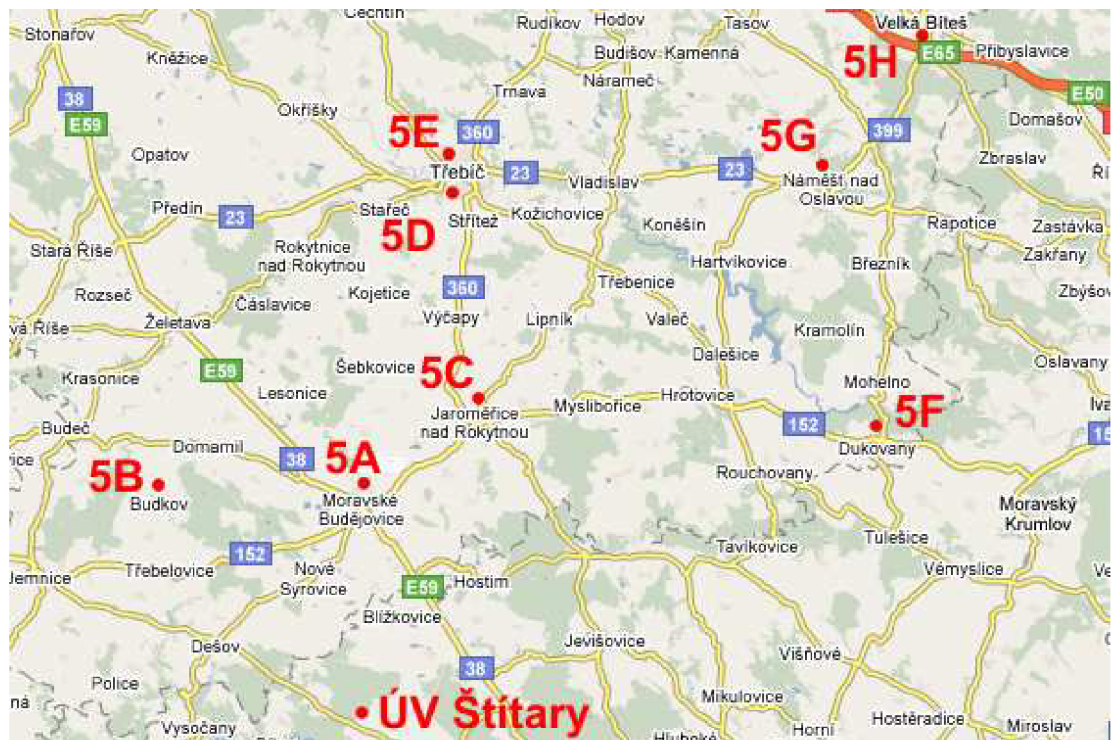 Čechtín
Rudíkov
Hodov
Tasov
Velká Bíteš
Stonařov
Kněžice
Budišov
Kamenná
5H
E65
Přibyslavice
Nárameč
38
E59
Okříšky
Trnava
E50
Domašov
5E
360
5G
399
Opatov
Třebíč
23
Vladislav
23
Zbraslav
Náměšť nad
Oslavou
Předín
23
Stařeč
Střítež
Kožichovice
Koněšín
Rapotice
Zastávka
5D
Stará Říše
Rokytnice
nad Rokytnou
Hartvíkovice
Březník
Zakřany
Rozseč
Čáslavice
Kojetice
360
Třebenice
Želetava
Výčapy
Lipník
Valeč
Kramolín
Dalešice
Oslavany
Krasonice
E59
Šebkovice
5C
Lesonice
Mohelno
Jaroměřice
nad Rokytnou
Myslibořice
Hrotovice
5F
152
Budeč
Domamil
38
5A
Dukovany
5B
Budkov
Moravské
Budějovice
Rouchovany
Moravský
Krumlov
152
Tavíkovice
Tulešice
Jemnice
Třebelovice
Nové
Syrovice
E59
Hostim
Vémyslice
Blížkovice
Dešov
Jevišovice
Višňové
38
Police
Mikulovice
ÚV Štítary
Vysočany
Hluboké
Horní
Hostěradice
Miroslav